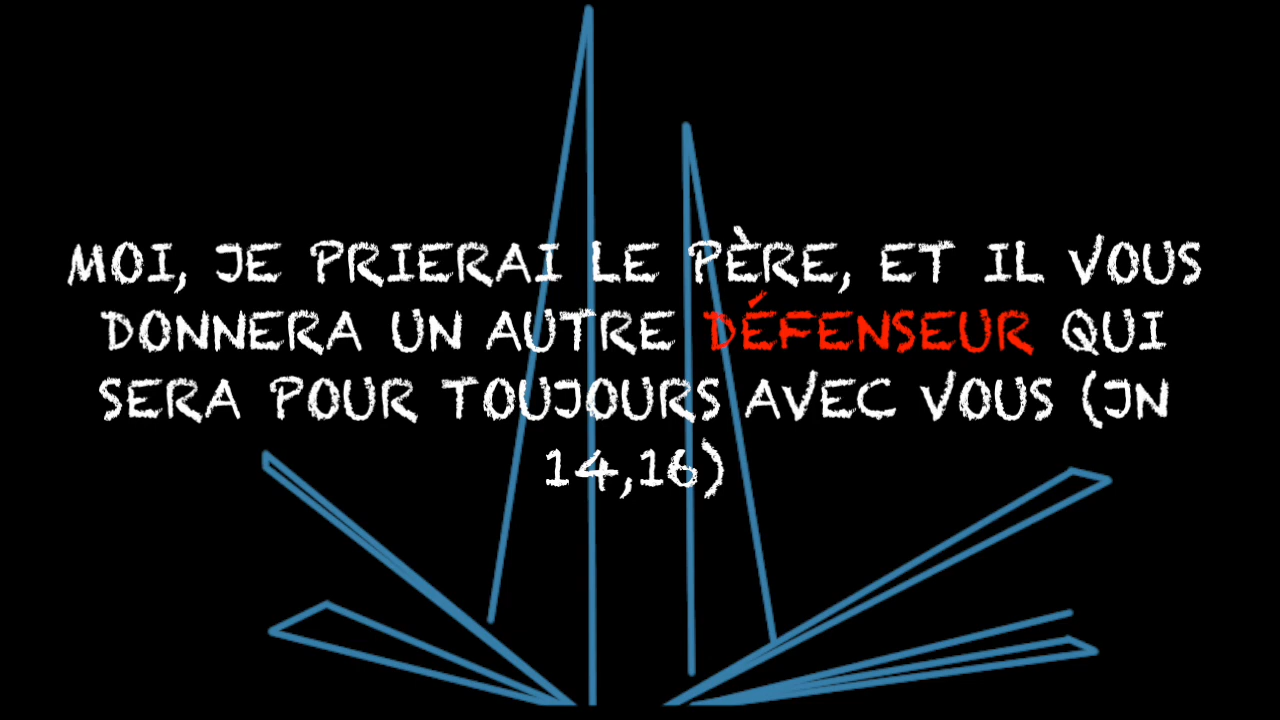 MOI, JE PRIERAI LE PÈRE, ET IL VOUS
DONNERA UN AUTRE DÉFENSEUR QUI
SERA POUR TOUJOURS AVEC VOUS (JN
14,16)